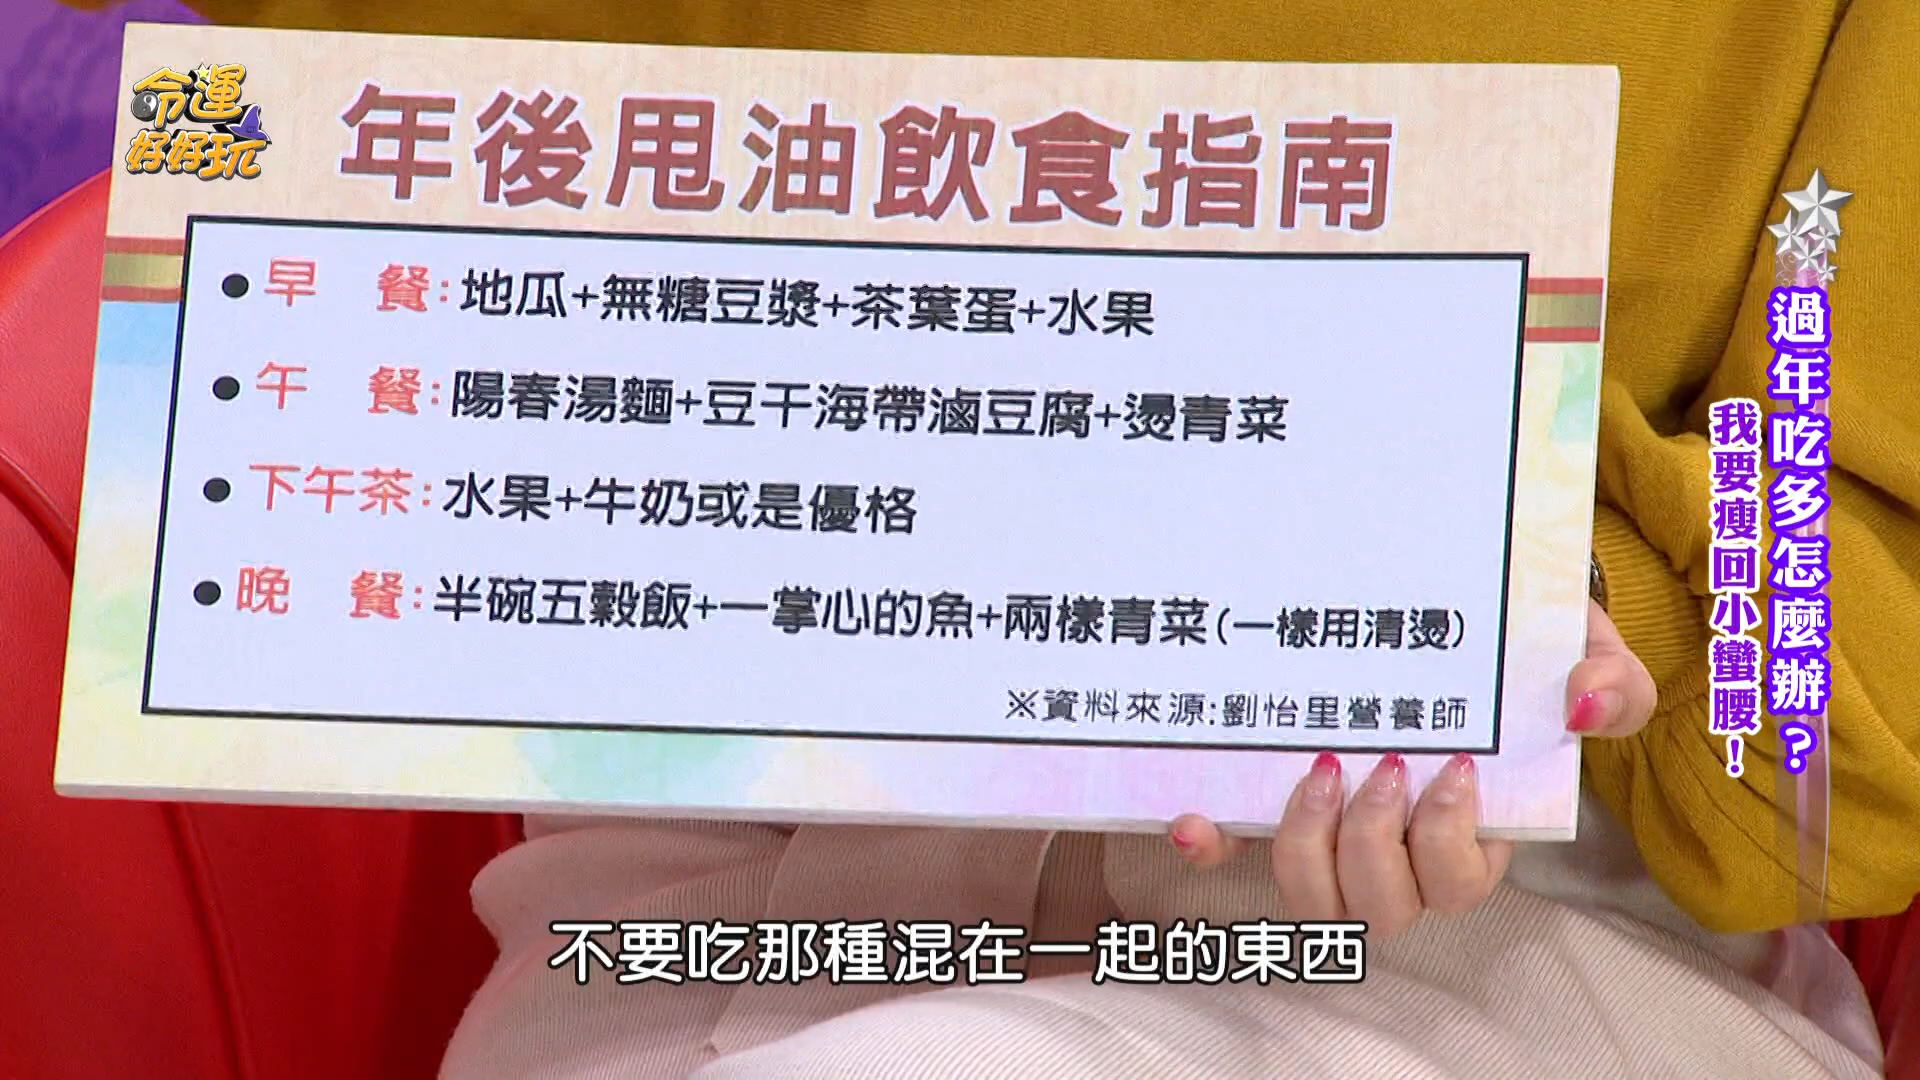 命運
好好玩
年後甩油飲食指南
●早　餐:地瓜+無糖豆漿+茶葉蛋+水果
●午　餐:陽春湯麵+豆干海帶滷豆腐+燙青菜
●下午茶:水果+牛奶或是優格
●晚　餐:半碗五穀飯+一掌心的魚+兩樣青菜(一樣用清燙)
※資料來源:劉怡里營養師
過年吃多怎麼辦?
我要瘦回小蠻腰!
不要吃那種混在一起的東西